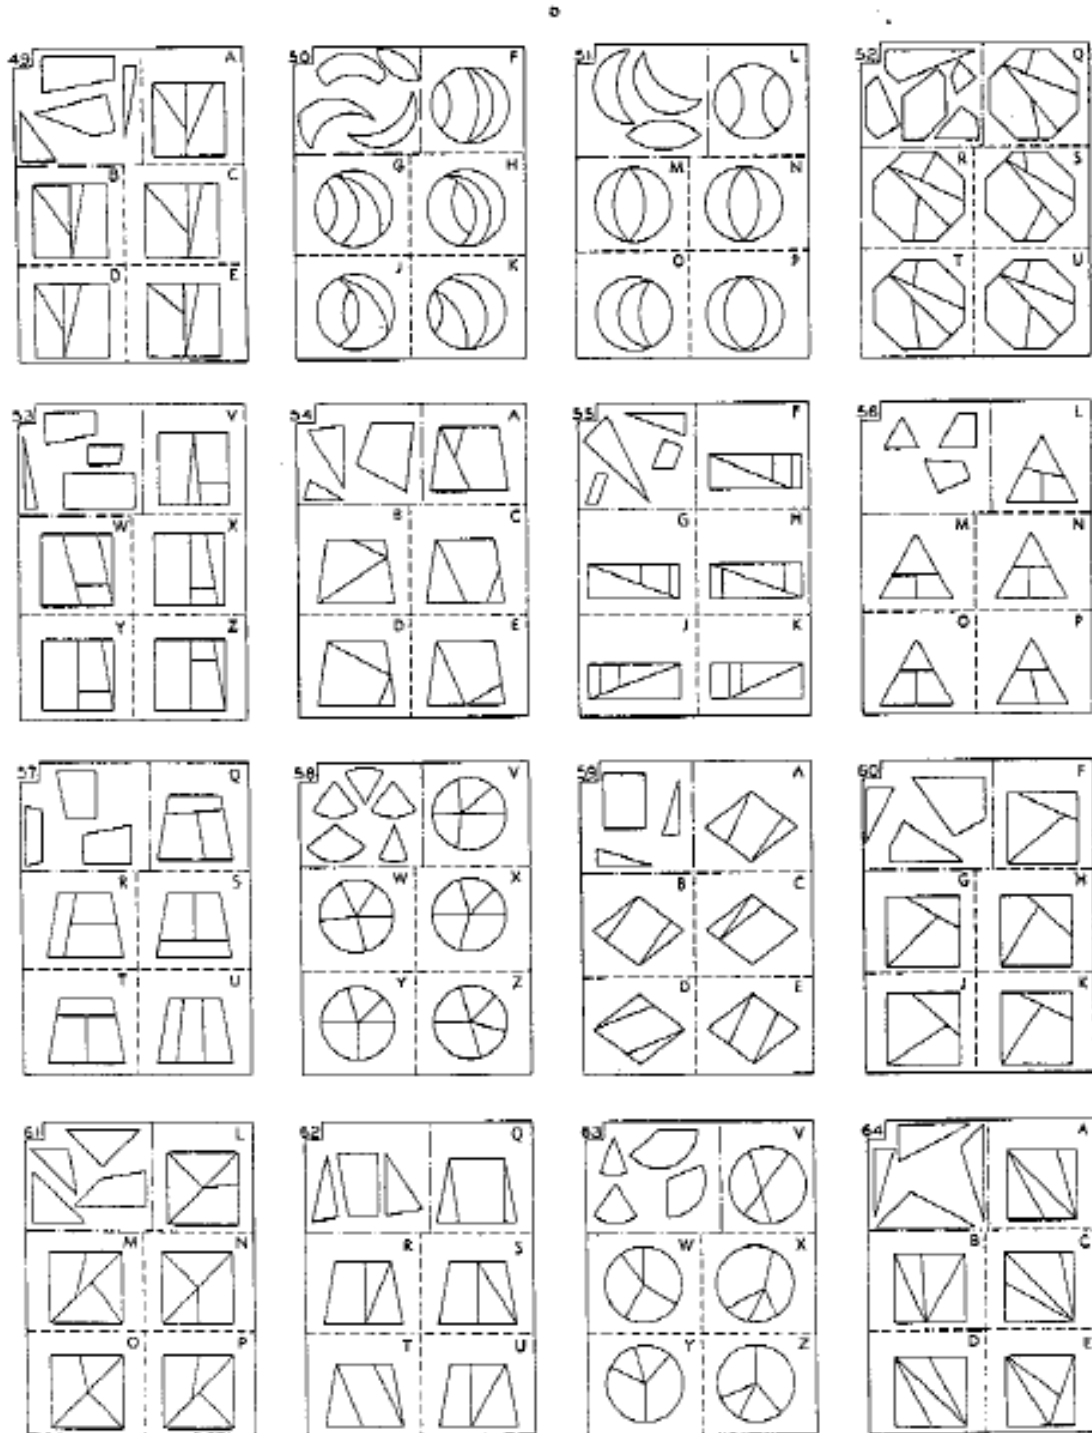 49 A
B C
D E
50 F
G H
J K
51 L
M N
O P
52 Q
R S
T U
53 V
W X
Y Z
54 A
B C
D E
55 F
G H
J K
56 L
M N
O P
57 Q
R S
T U
58 V
W X
Y Z
59 A
B C
D E
60 F
G H
J K
61 L
M N
O P
62 Q
R S
T U
63 V
W X
Y Z
64 A
B C
D E